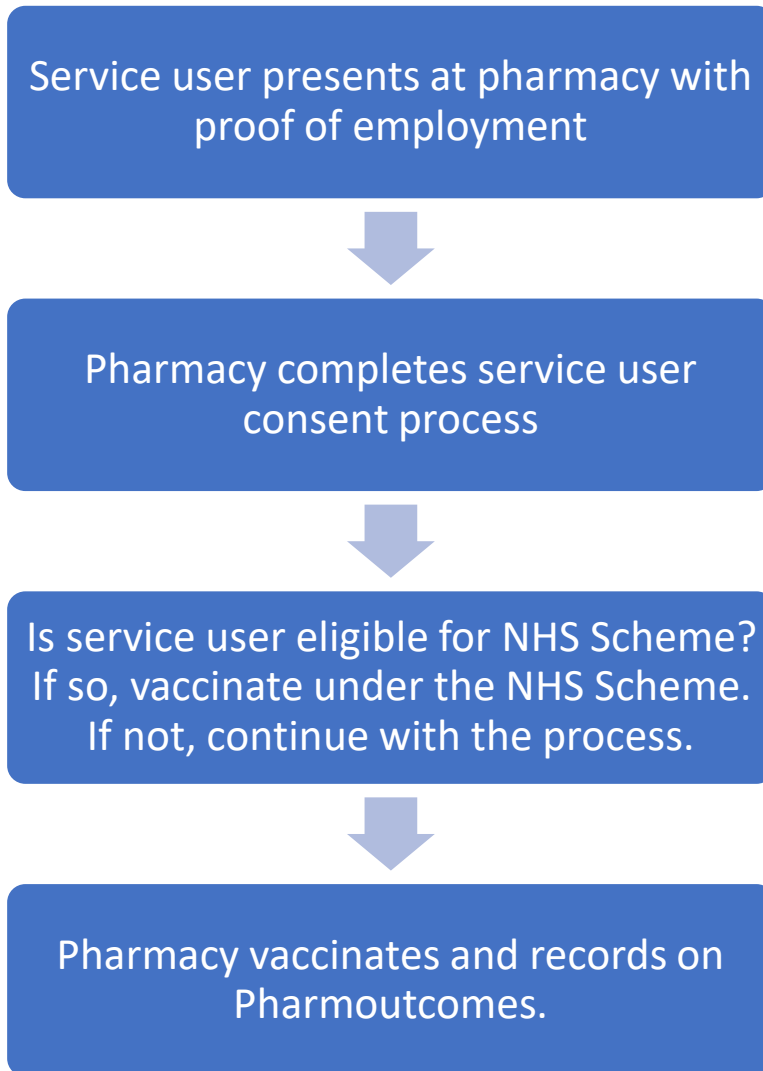 Service user presents at pharmacy with
proof of employment
Pharmacy completes service user
consent process
Is service user eligible for NHS Scheme?
If so, vaccinate under the NHS Scheme.
If not, continue with the process.
Pharmacy vaccinates and records on
Pharmoutcomes.